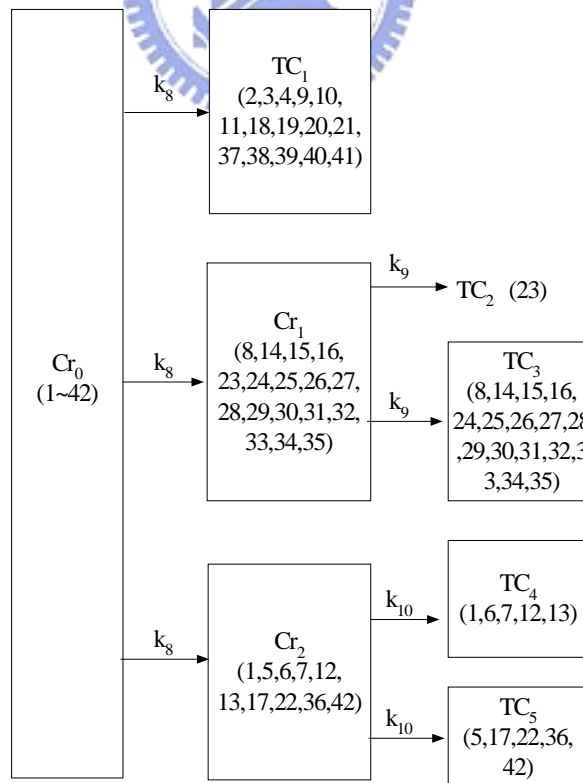 k₈
TC₁
(2,3,4,9,10,
11,18,19,20,21,
37,38,39,40,41)
Cr₀
(1~42)
k₈
Cr₁
(8,14,15,16,
23,24,25,26,27,
28,29,30,31,32,
33,34,35)
k₉
TC₂ (23)
k₉
TC₃
(8,14,15,16,
24,25,26,27,28
,29,30,31,32,3
3,34,35)
k₈
Cr₂
(1,5,6,7,12,
13,17,22,36,42)
k₁₀
TC₄
(1,6,7,12,13)
k₁₀
TC₅
(5,17,22,36,
42)